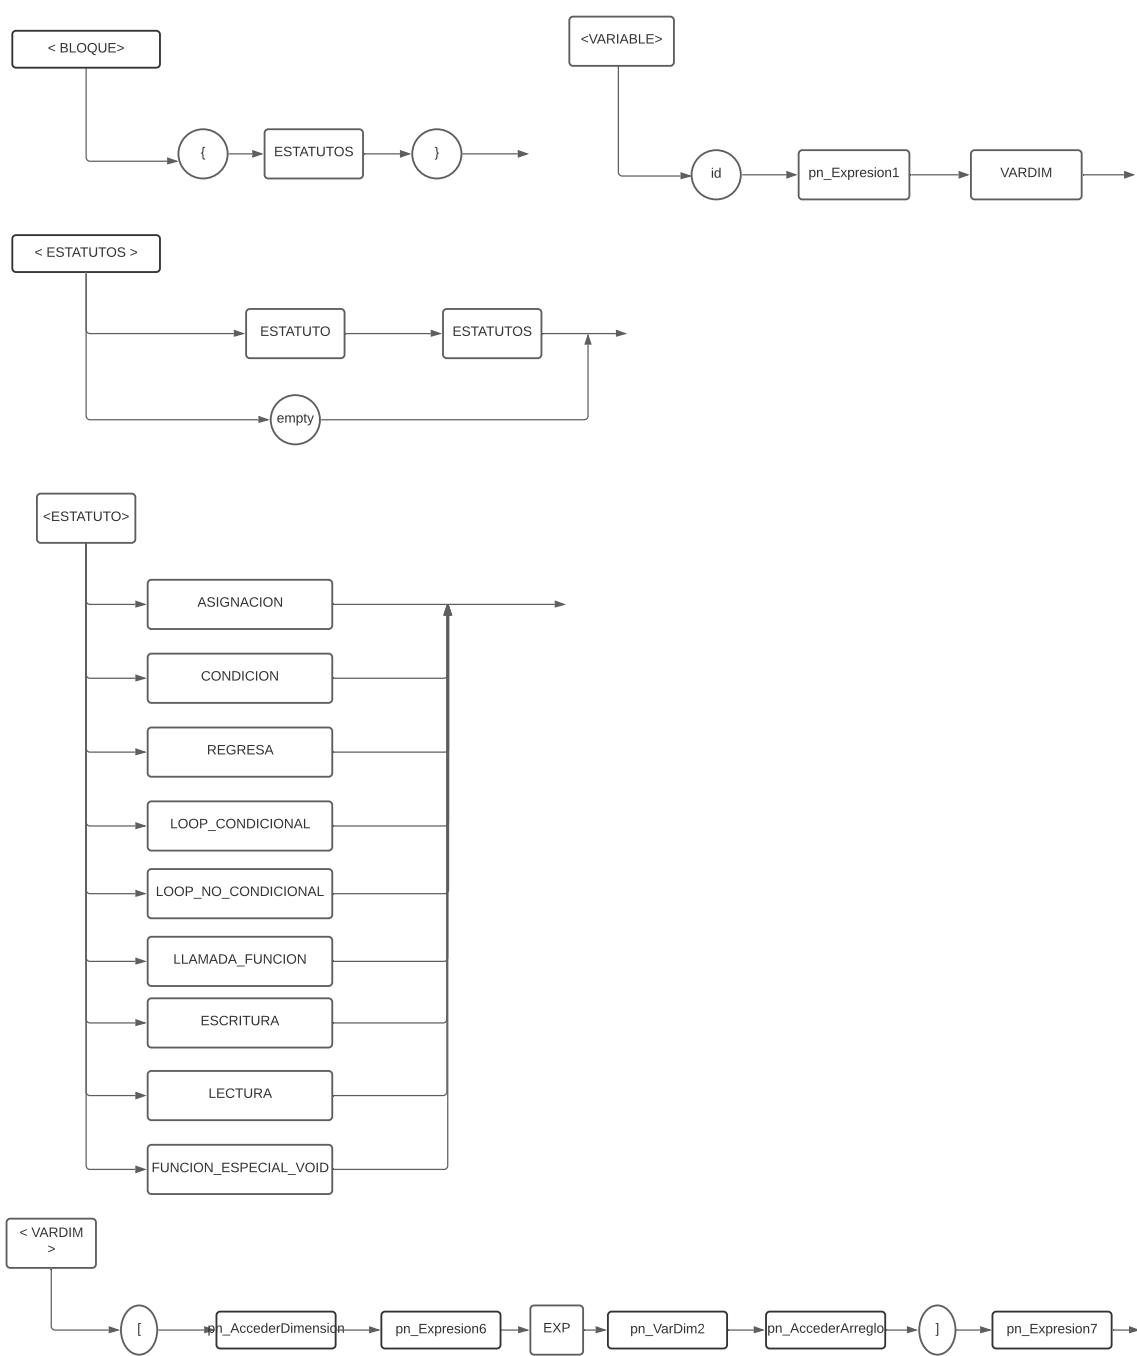 < BLOQUE>
{
ESTATUTOS
}
<VARIABLE>
id
pn_Expresion1
VARDIM
< ESTATUTOS >
ESTATUTO
ESTATUTOS
empty
<ESTATUTO>
ASIGNACION
CONDICION
REGRESA
LOOP_CONDICIONAL
LOOP_NO_CONDICIONAL
LLAMADA_FUNCION
ESCRITURA
LECTURA
FUNCION_ESPECIAL_VOID
< VARDIM
>
[
pn_AccederDimension
pn_Expresion6
EXP
pn_VarDim2
pn_AccederArreglo
]
pn_Expresion7